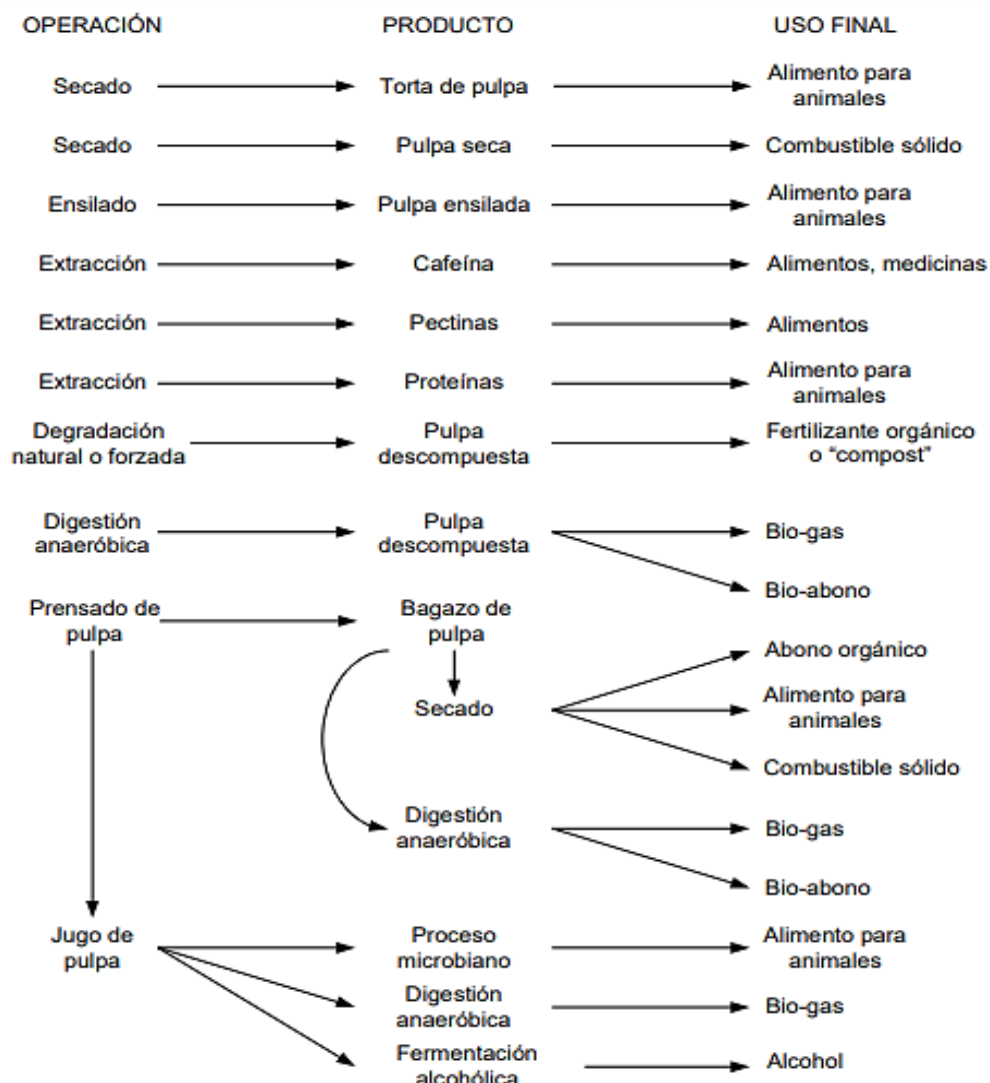 OPERACIÓN PRODUCTO USO FINAL
Secado Torta de pulpa Alimento para
animales
Secado Pulpa seca Combustible sólido
Ensilado Pulpa ensilada Alimento para
animales
Extracción Cafeína Alimentos, medicinas
Extracción Pectinas Alimentos
Extracción Proteínas Alimento para
animales
Degradación Pulpa Fertilizante orgánico
natural o forzada descompuesta o “compost”
Digestión Pulpa Bio-gas
anaeróbica descompuesta
Bio-abono
Prensado de Bagazo de
pulpa pulpa
Abono orgánico
Secado Alimento para
animales
Combustible sólido
Digestión Bio-gas
anaeróbica
Bio-abono
Jugo de Proceso Alimento para
pulpa microbiano animales
Digestión Bio-gas
anaeróbica
Fermentación Alcohol
alcohólica